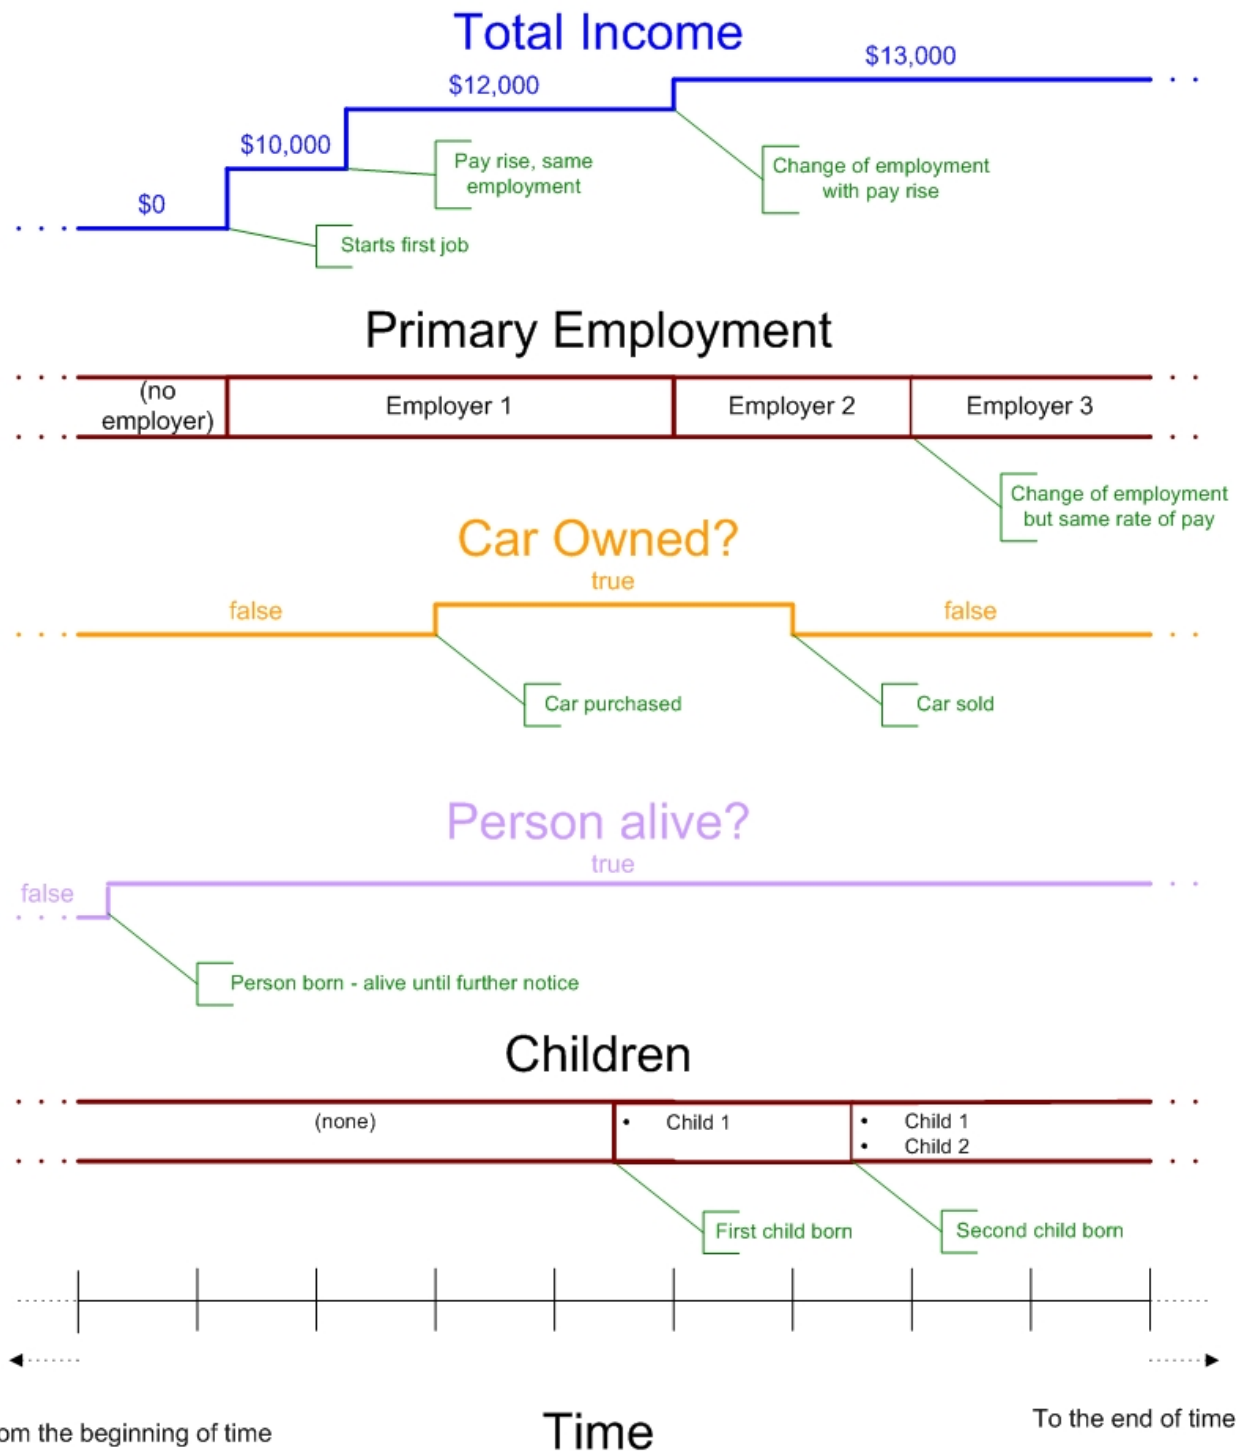 Total Income
$13,000
$12,000
$10,000
Pay rise, same
employment
Change of employment
with pay rise
$0
Starts first job
Primary Employment
(no
employer)
Employer 1
Employer 2
Employer 3
Change of employment
but same rate of pay
Car Owned?
true
false
false
Car purchased
Car sold
Person alive?
true
false
Person born - alive until further notice
Children
(none)
• Child 1
• Child 1
• Child 2
First child born
Second child born
om the beginning of time
Time
To the end of time